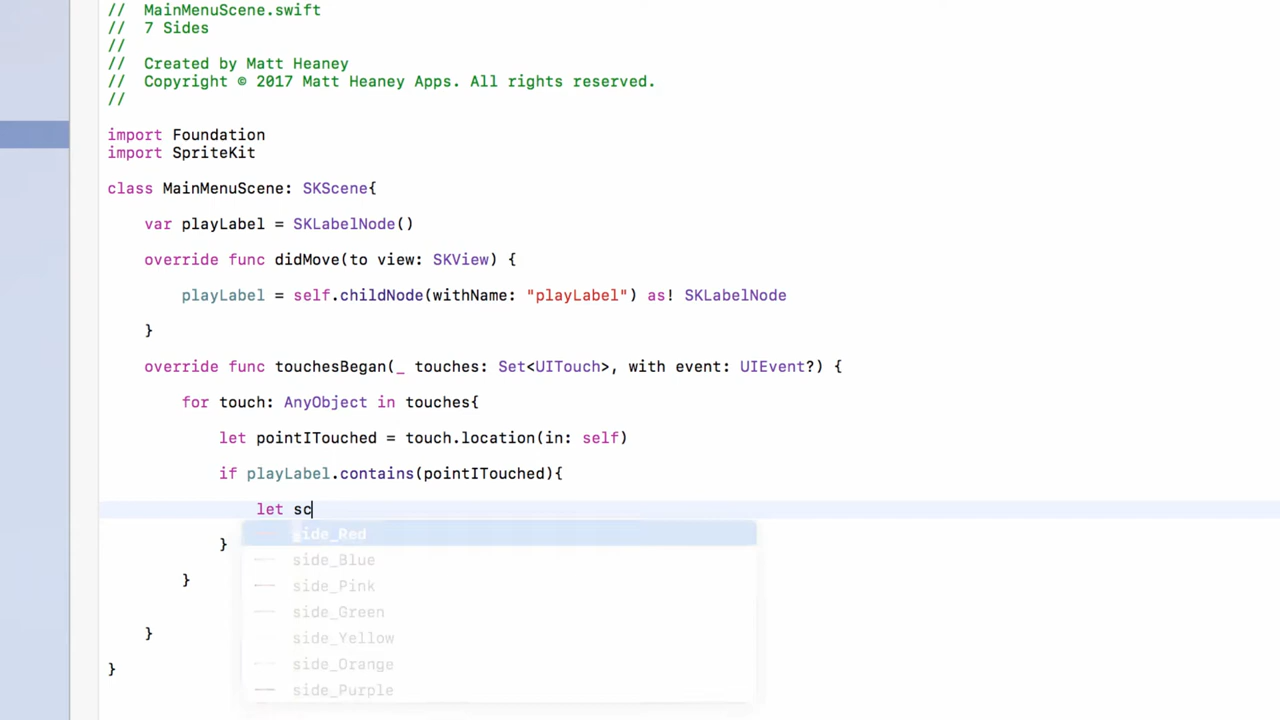 // MainMenuScene.swift
// 7 Sides
//
// Created by Matt Heaney
// Copyright © 2017 Matt Heaney Apps. All rights reserved.
//
import Foundation
import SpriteKit
class MainMenuScene: SKScene{
var playLabel = SKLabelNode()
override func didMove(to view: SKView) {
playLabel = self.childNode(withName: "playLabel") as! SKLabelNode
}
override func touchesBegan(_ touches: Set<UITouch>, with event: UIEvent?) {
for touch: AnyObject in touches{
let pointITouched = touch.location(in: self)
if playLabel.contains(pointITouched){
let sc
side_Red
}
side_Blue
}
side_Pink
side_Green
}
side_Yellow
}
side_Orange
side_Purple